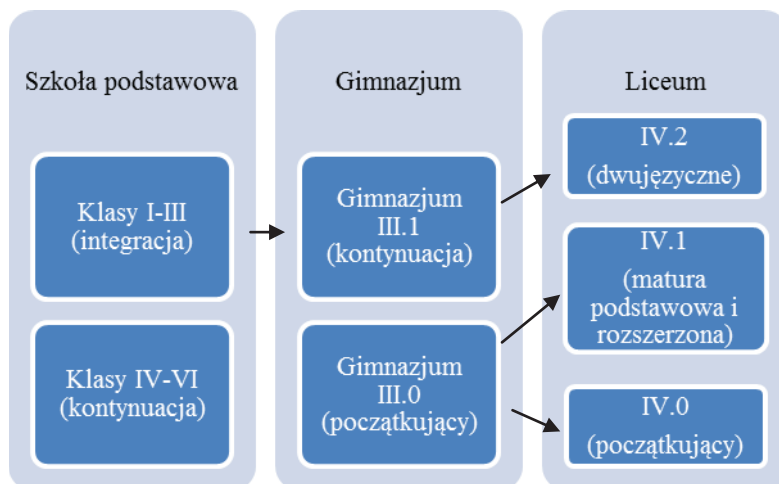 Szkoła podstawowa
Klasy I-III
(integracja)
Klasy IV-VI
(kontynuacja)
Gimnazjum
Gimnazjum
III.1
(kontynuacja)
Gimnazjum
III.0
(początkujący)
Liceum
IV.2
(dwujęzyczne)
IV.1
(matura
podstawowa i
rozszerzona)
IV.0
(początkujący)